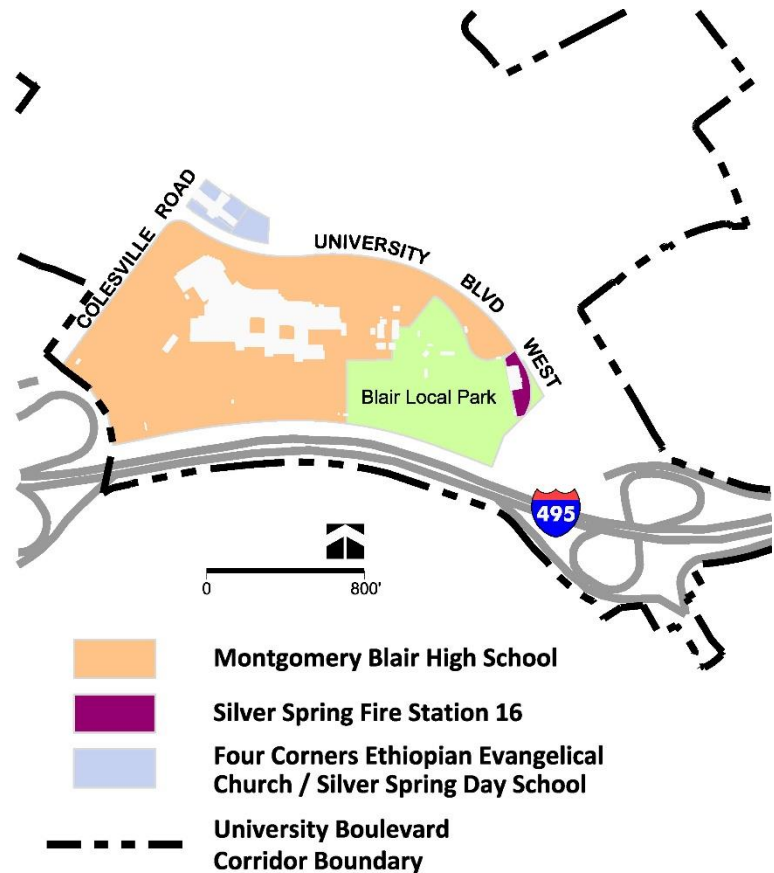 COLESVILLE ROAD
UNIVERSITY BLVD WEST
Blair Local Park
495
0 800'
Montgomery Blair High School
Silver Spring Fire Station 16
Four Corners Ethiopian Evangelical
Church / Silver Spring Day School
University Boulevard
Corridor Boundary